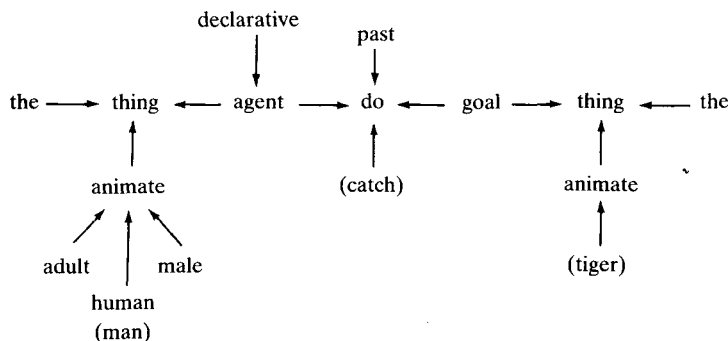 declarative
past
the thing agent do goal thing the
animate (catch) animate
adult male (tiger)
human
(man)